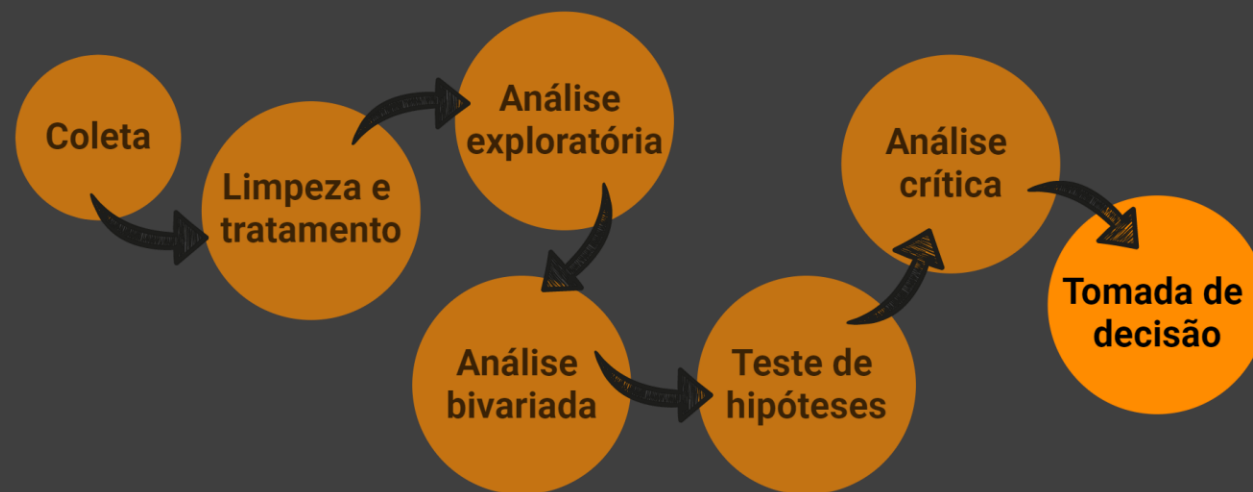 Coleta
Limpeza e
tratamento
Análise
exploratória
Análise
bivariada
Teste de
hipóteses
Análise
crítica
Tomada de
decisão